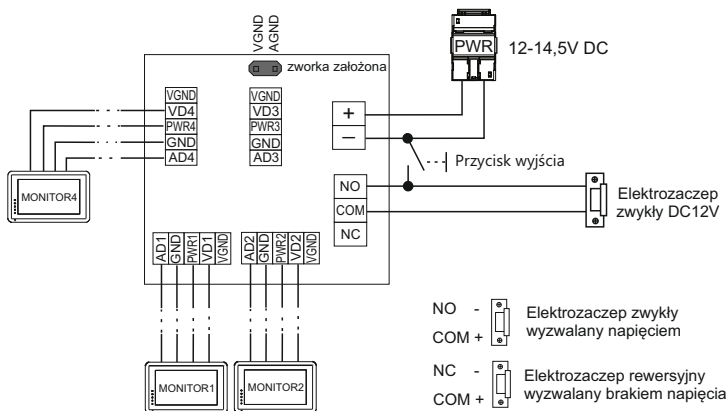 VGND
AGND
zworka założona
PWR
12-14,5V DC
VGND
VD4
PWR4
GND
AD4
VGND
VD3
PWR3
GND
AD3
+
–
Przycisk wyjścia
NO
COM
NC
Elektrozaczep
zwykły DC12V
MONITOR4
AD1
GND
PWR1
VD1
VGND
AD2
GND
PWR2
VD2
VGND
MONITOR1
MONITOR2
NO -
COM +
Elektrozaczep zwykły
wyzwalany napięciem
NC -
COM +
Elektrozaczep rewersyjny
wyzwalany brakiem napięcia